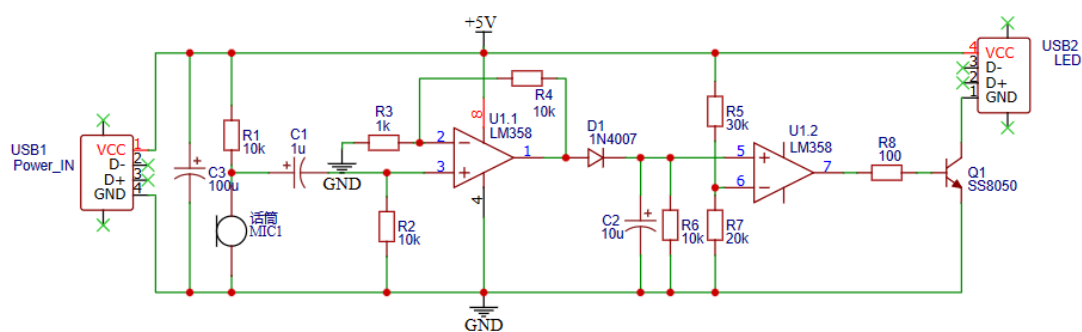 +5V
USB1
Power_IN
VCC
D-
D+
GND
1
2
3
4
C3
100u
R1
10k
话筒
MIC1
C1
1u
GND
R3
1k
R2
10k
R4
10k
U1.1
LM358
8
2
3
1
4
GND
D1
1N4007
C2
10u
R6
10k
R5
30k
R7
20k
U1.2
LM358
5
6
7
R8
100
Q1
SS8050
USB2
LED
4
3
2
1
VCC
D-
D+
GND